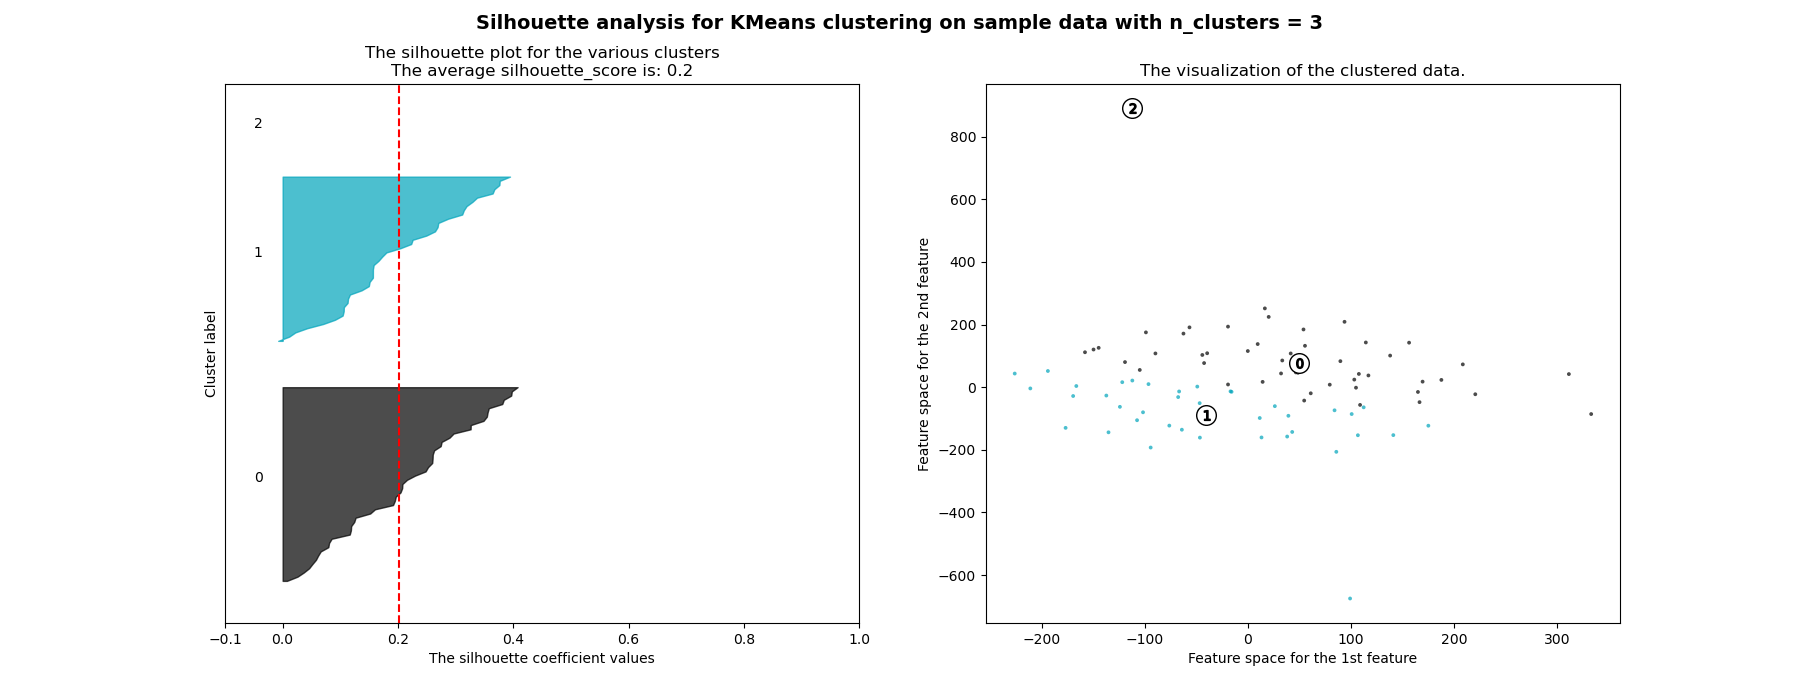 Silhouette analysis for KMeans clustering on sample data with n_clusters = 3
The silhouette plot for the various clusters
The average silhouette_score is: 0.2
2
1
0
Cluster label
−0.1 0.0 0.2 0.4 0.6 0.8 1.0
The silhouette coefficient values
The visualization of the clustered data.
2
0
1
800
600
400
200
0
−200
−400
−600
Feature space for the 2nd feature
−200 −100 0 100 200 300
Feature space for the 1st feature